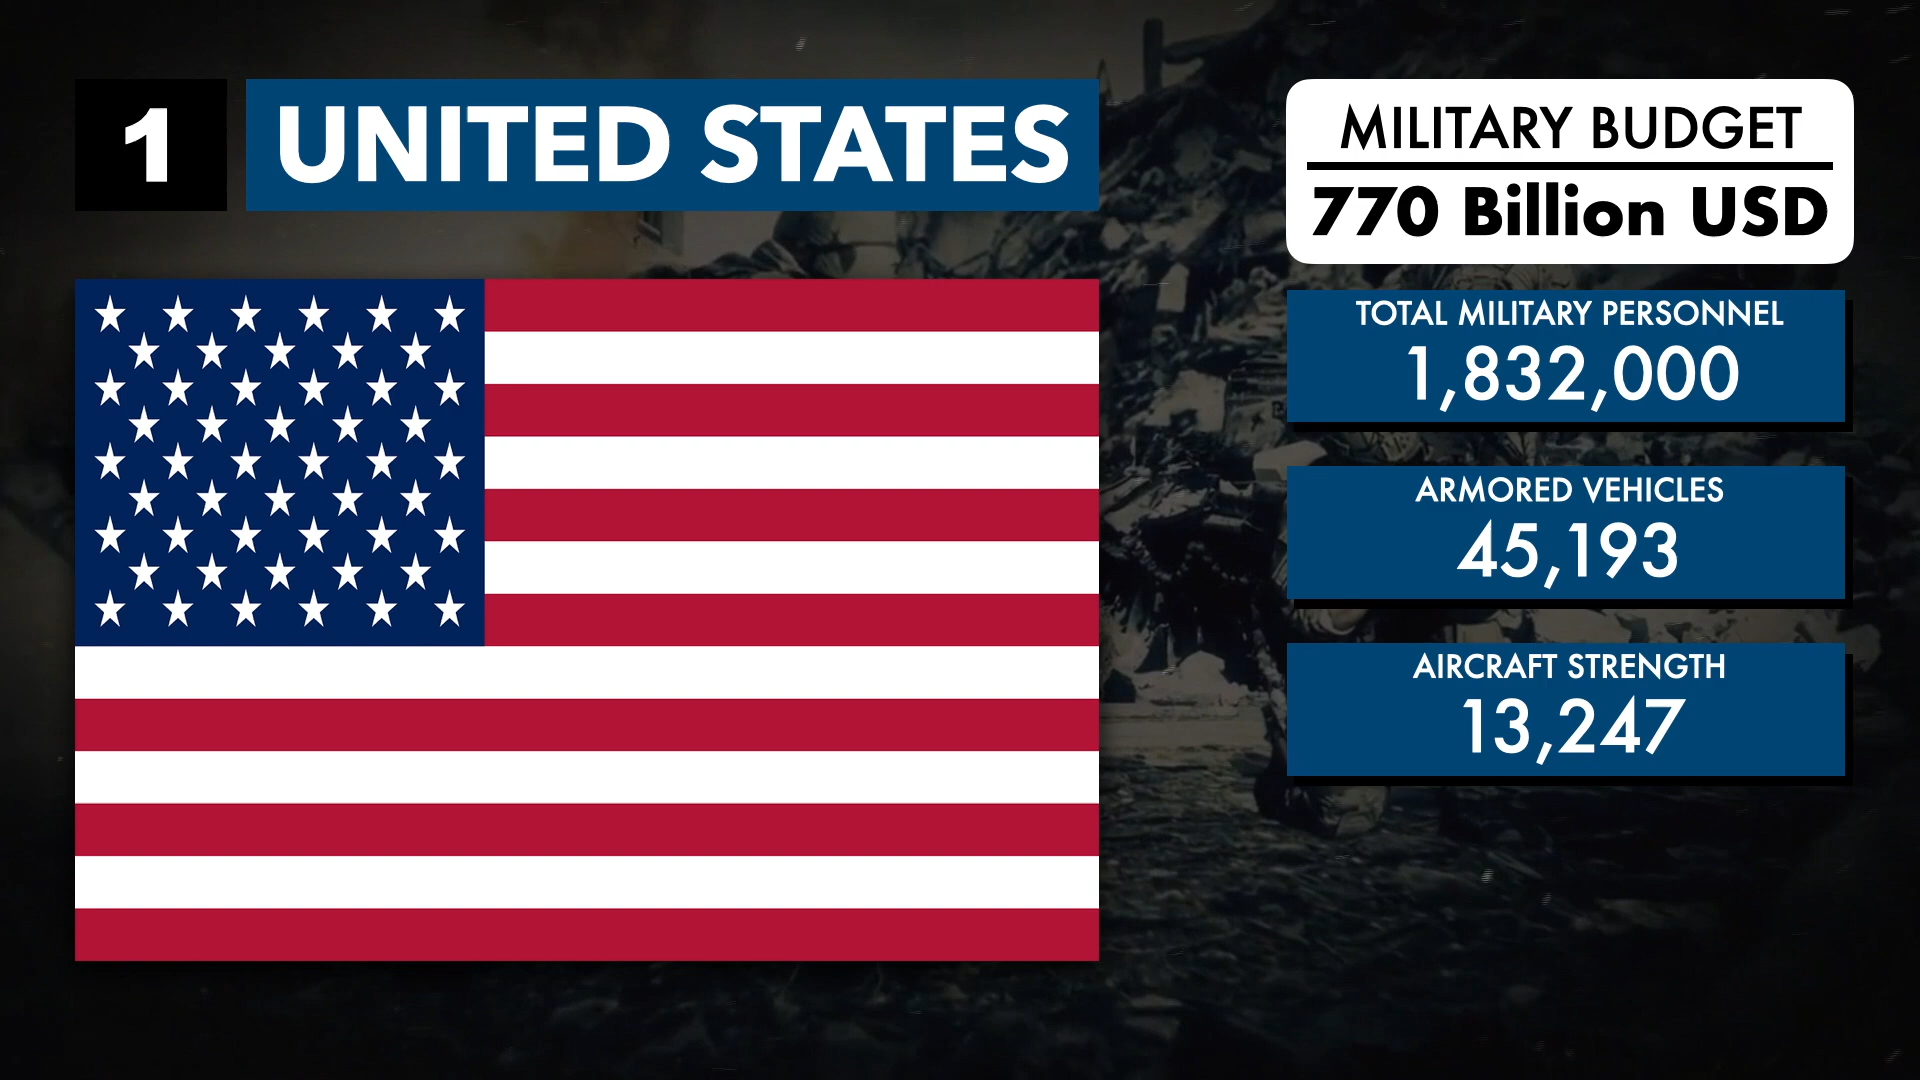 1
UNITED STATES
MILITARY BUDGET
770 Billion USD
TOTAL MILITARY PERSONNEL
1,832,000
ARMORED VEHICLES
45,193
AIRCRAFT STRENGTH
13,247